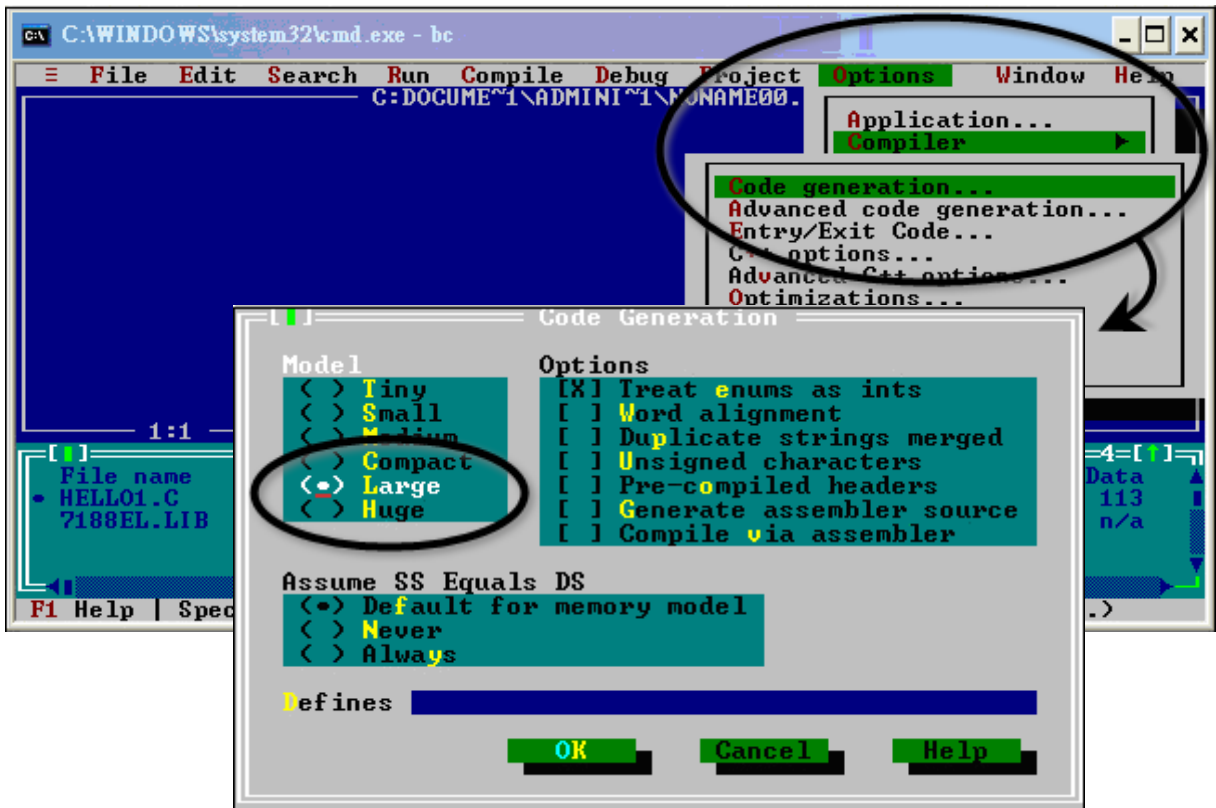 C:\WINDOWS\system32\cmd.exe - bc
≡ File Edit Search Run Compile Debug Project Options Window Help
C:DOCUME~1\ADMINI~1\NONAME00.
Application...
Compiler
Code generation...
Advanced code generation...
Entry/Exit Code...
C++ options...
Advanced C++ options...
Optimizations...
1:1
File name
• HELLO1.C
7188EL.LIB
=4=[↑]
Data
113
n/a
F1 Help | Spec
.)
Code Generation
Model
( ) Tiny
( ) Small
( ) Medium
( ) Compact
(•) Large
( ) Huge
Options
[X] Treat enums as ints
[ ] Word alignment
[ ] Duplicate strings merged
[ ] Unsigned characters
[ ] Pre-compiled headers
[ ] Generate assembler source
[ ] Compile via assembler
Assume SS Equals DS
(•) Default for memory model
( ) Never
( ) Always
Defines
OK Cancel Help